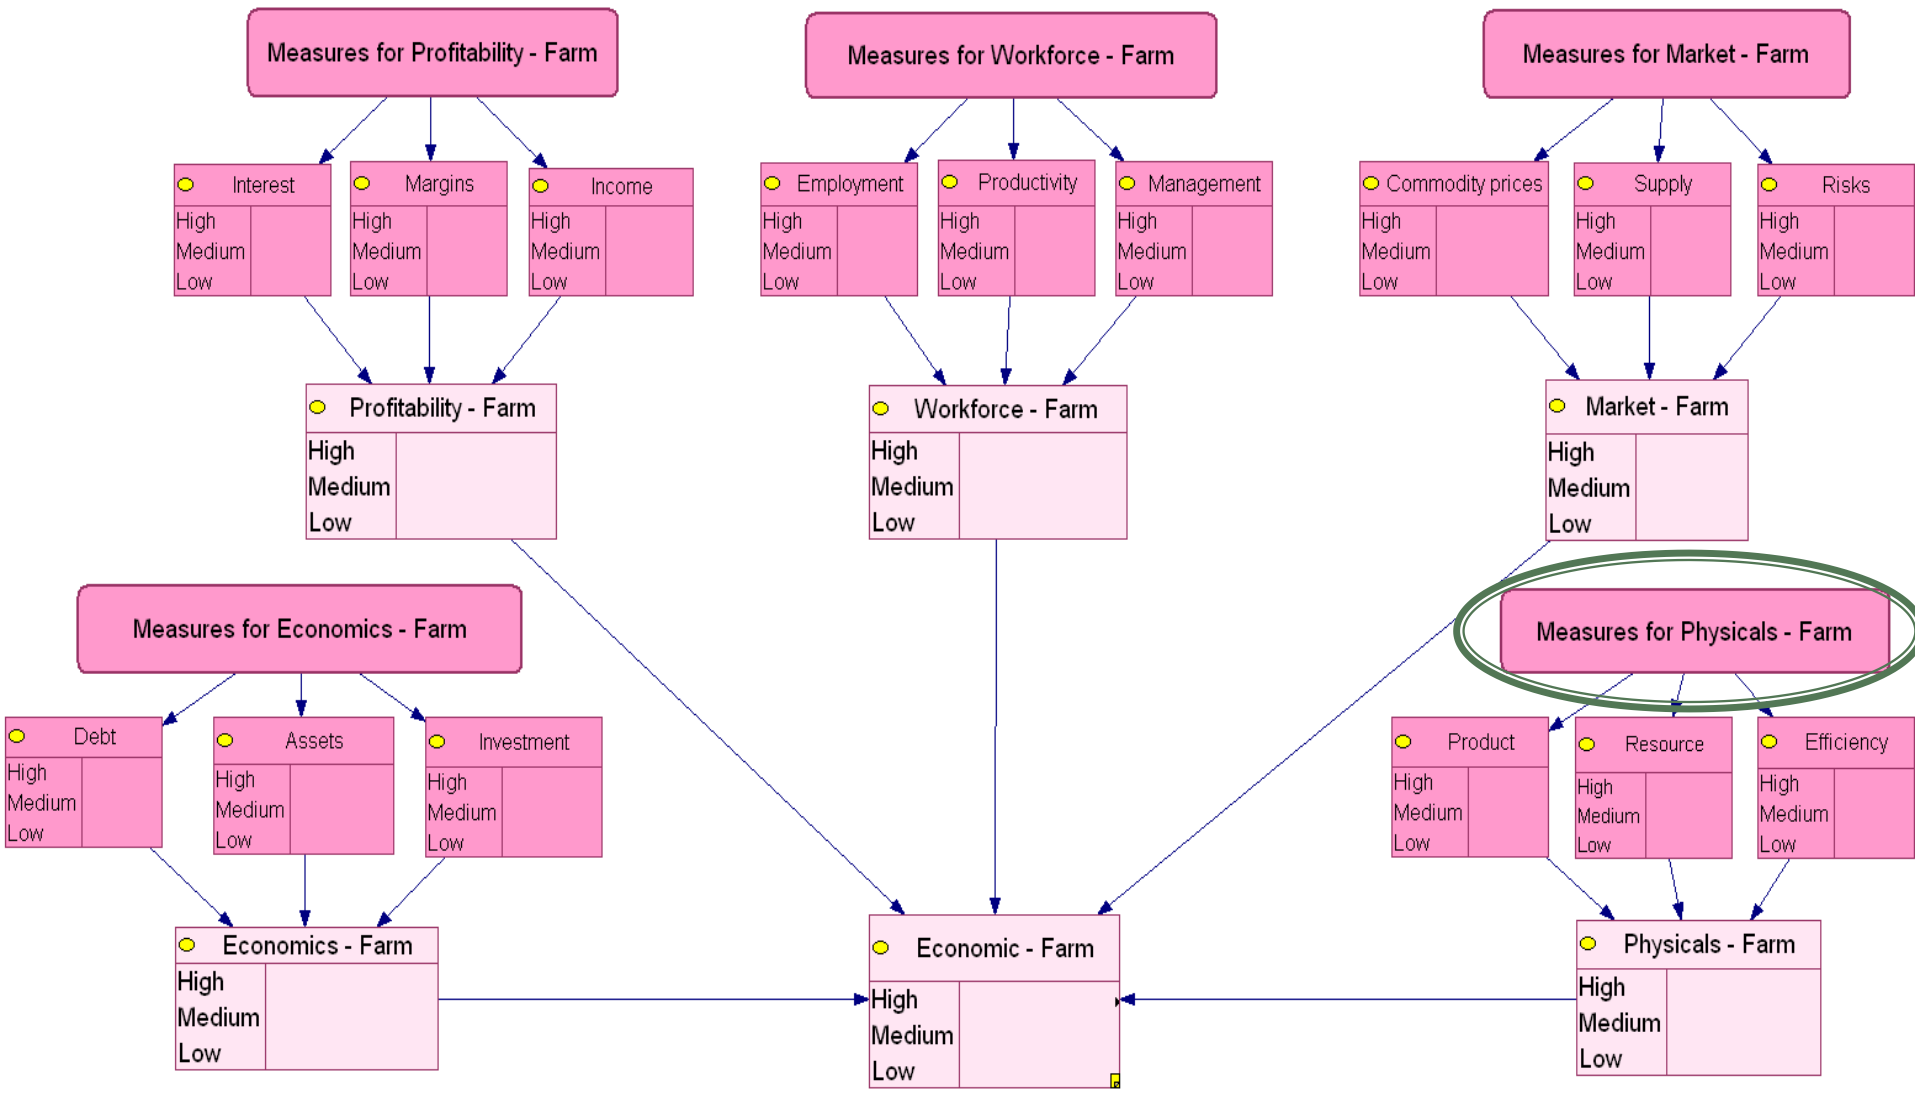 Measures for Profitability - Farm
Measures for Workforce - Farm
Measures for Market - Farm
Interest
High
Medium
Low
Margins
High
Medium
Low
Income
High
Medium
Low
Employment
High
Medium
Low
Productivity
High
Medium
Low
Management
High
Medium
Low
Commodity prices
High
Medium
Low
Supply
High
Medium
Low
Risks
High
Medium
Low
Profitability - Farm
High
Medium
Low
Workforce - Farm
High
Medium
Low
Market - Farm
High
Medium
Low
Measures for Economics - Farm
Measures for Physicals - Farm
Debt
High
Medium
Low
Assets
High
Medium
Low
Investment
High
Medium
Low
Product
High
Medium
Low
Resource
High
Medium
Low
Efficiency
High
Medium
Low
Economics - Farm
High
Medium
Low
Economic - Farm
High
Medium
Low
Physicals - Farm
High
Medium
Low